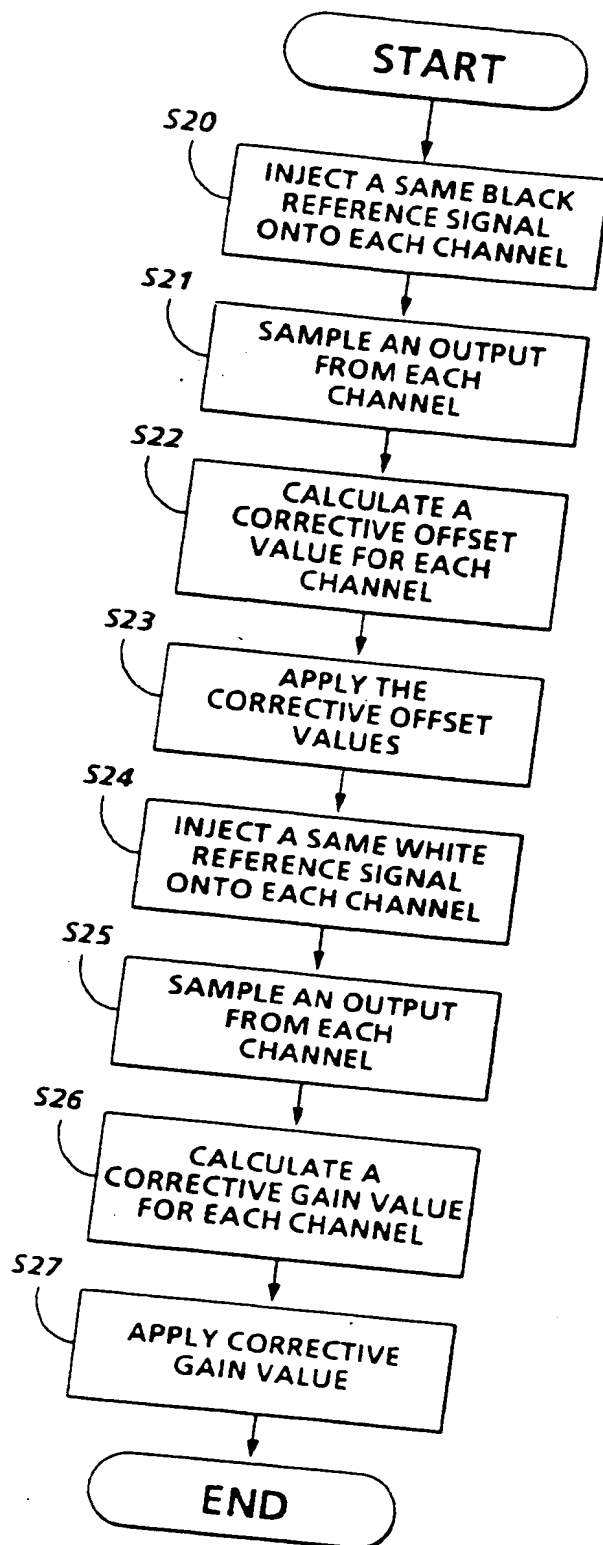 START
S20
INJECT A SAME BLACK
REFERENCE SIGNAL
ONTO EACH CHANNEL
S21
SAMPLE AN OUTPUT
FROM EACH
CHANNEL
S22
CALCULATE A
CORRECTIVE OFFSET
VALUE FOR EACH
CHANNEL
S23
APPLY THE
CORRECTIVE OFFSET
VALUES
S24
INJECT A SAME WHITE
REFERENCE SIGNAL
ONTO EACH CHANNEL
S25
SAMPLE AN OUTPUT
FROM EACH
CHANNEL
S26
CALCULATE A
CORRECTIVE GAIN VALUE
FOR EACH CHANNEL
S27
APPLY CORRECTIVE
GAIN VALUE
END